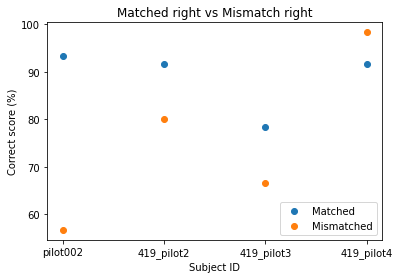 Matched right vs Mismatch right
Correct score (%)
100
90
80
70
60
pilot002
419_pilot2
419_pilot3
419_pilot4
Subject ID
Matched
Mismatched